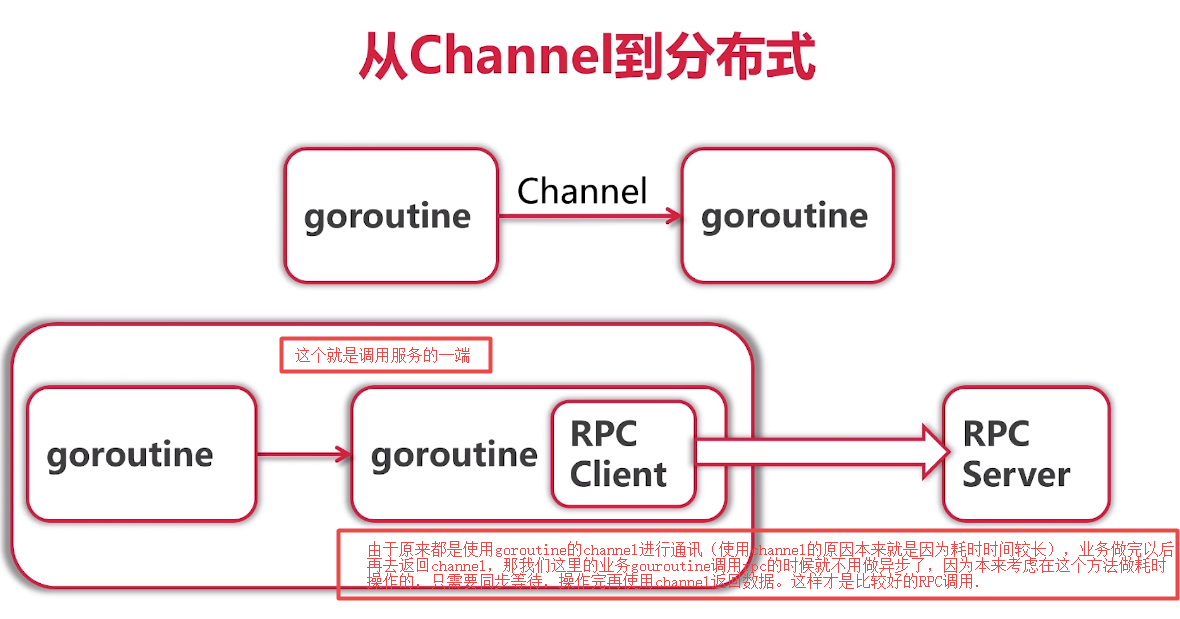 从Channel到分布式
goroutine
Channel
goroutine
这个就是调用服务的一端
goroutine
goroutine
RPC
Client
RPC
Server
由于原来都是使用goroutine的channel进行通讯（使用channel的原因本来就是因为耗时时间较长），业务做完以后
再去返回channel，那我们这里的业务gouroutine调用rpc的时候就不用做异步了，因为本来考虑在这个方法做耗时
操作的，只需要同步等待，操作完再使用channel返回数据。这样才是比较好的RPC调用.